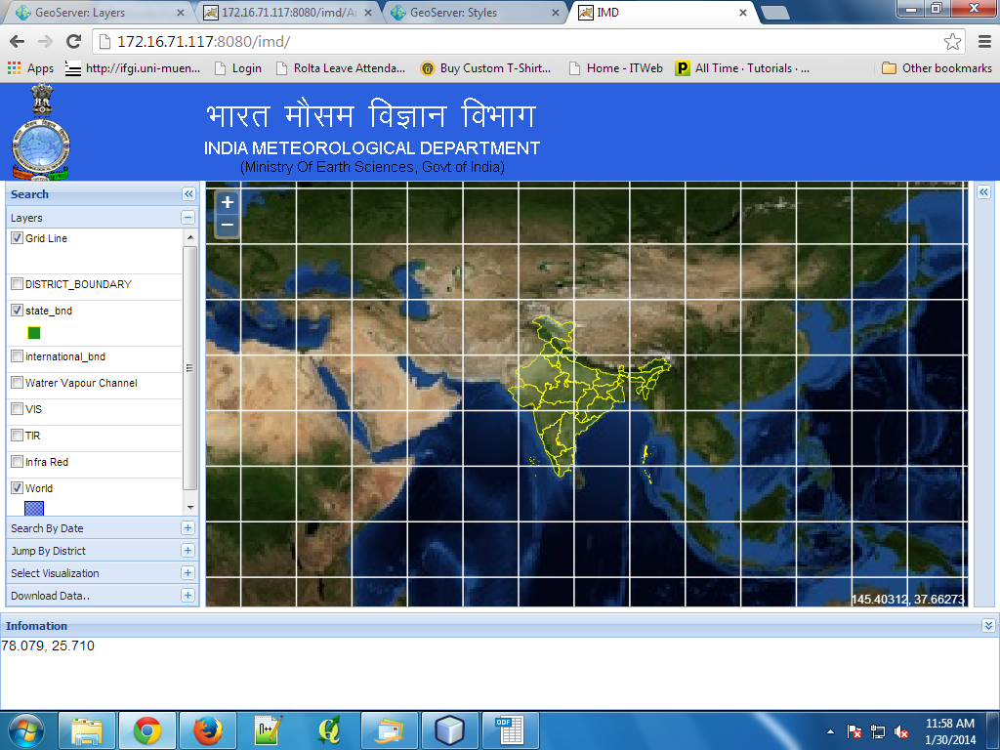 GeoServer: Layers
172.16.71.117:8080/imd/A
GeoServer: Styles
IMD
172.16.71.117:8080/imd/
Apps
http://ifgi.uni-muen...
Login
Rolta Leave Attenda...
Buy Custom T-Shirt...
Home - ITWeb
All Time · Tutorials · ...
Other bookmarks
भारत मौसम विज्ञान विभाग
INDIA METEOROLOGICAL DEPARTMENT
(Ministry Of Earth Sciences, Govt of India)
Search
Layers
Grid Line
DISTRICT_BOUNDARY
state_bnd
international_bnd
Watrer Vapour Channel
VIS
TIR
Infra Red
World
Search By Date
Jump By District
Select Visualization
Download Data..
145.40312, 37.66273
Infomation
78.079, 25.710
ODF
11:58 AM
1/30/2014